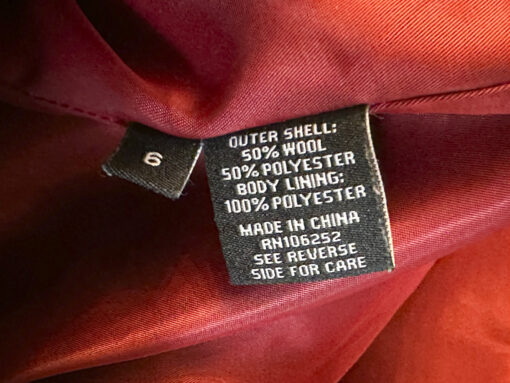 6
OUTER SHELL:
50% WOOL
50% POLYESTER
BODY LINING:
100% POLYESTER
MADE IN CHINA
RN106252
SEE REVERSE
SIDE FOR CARE